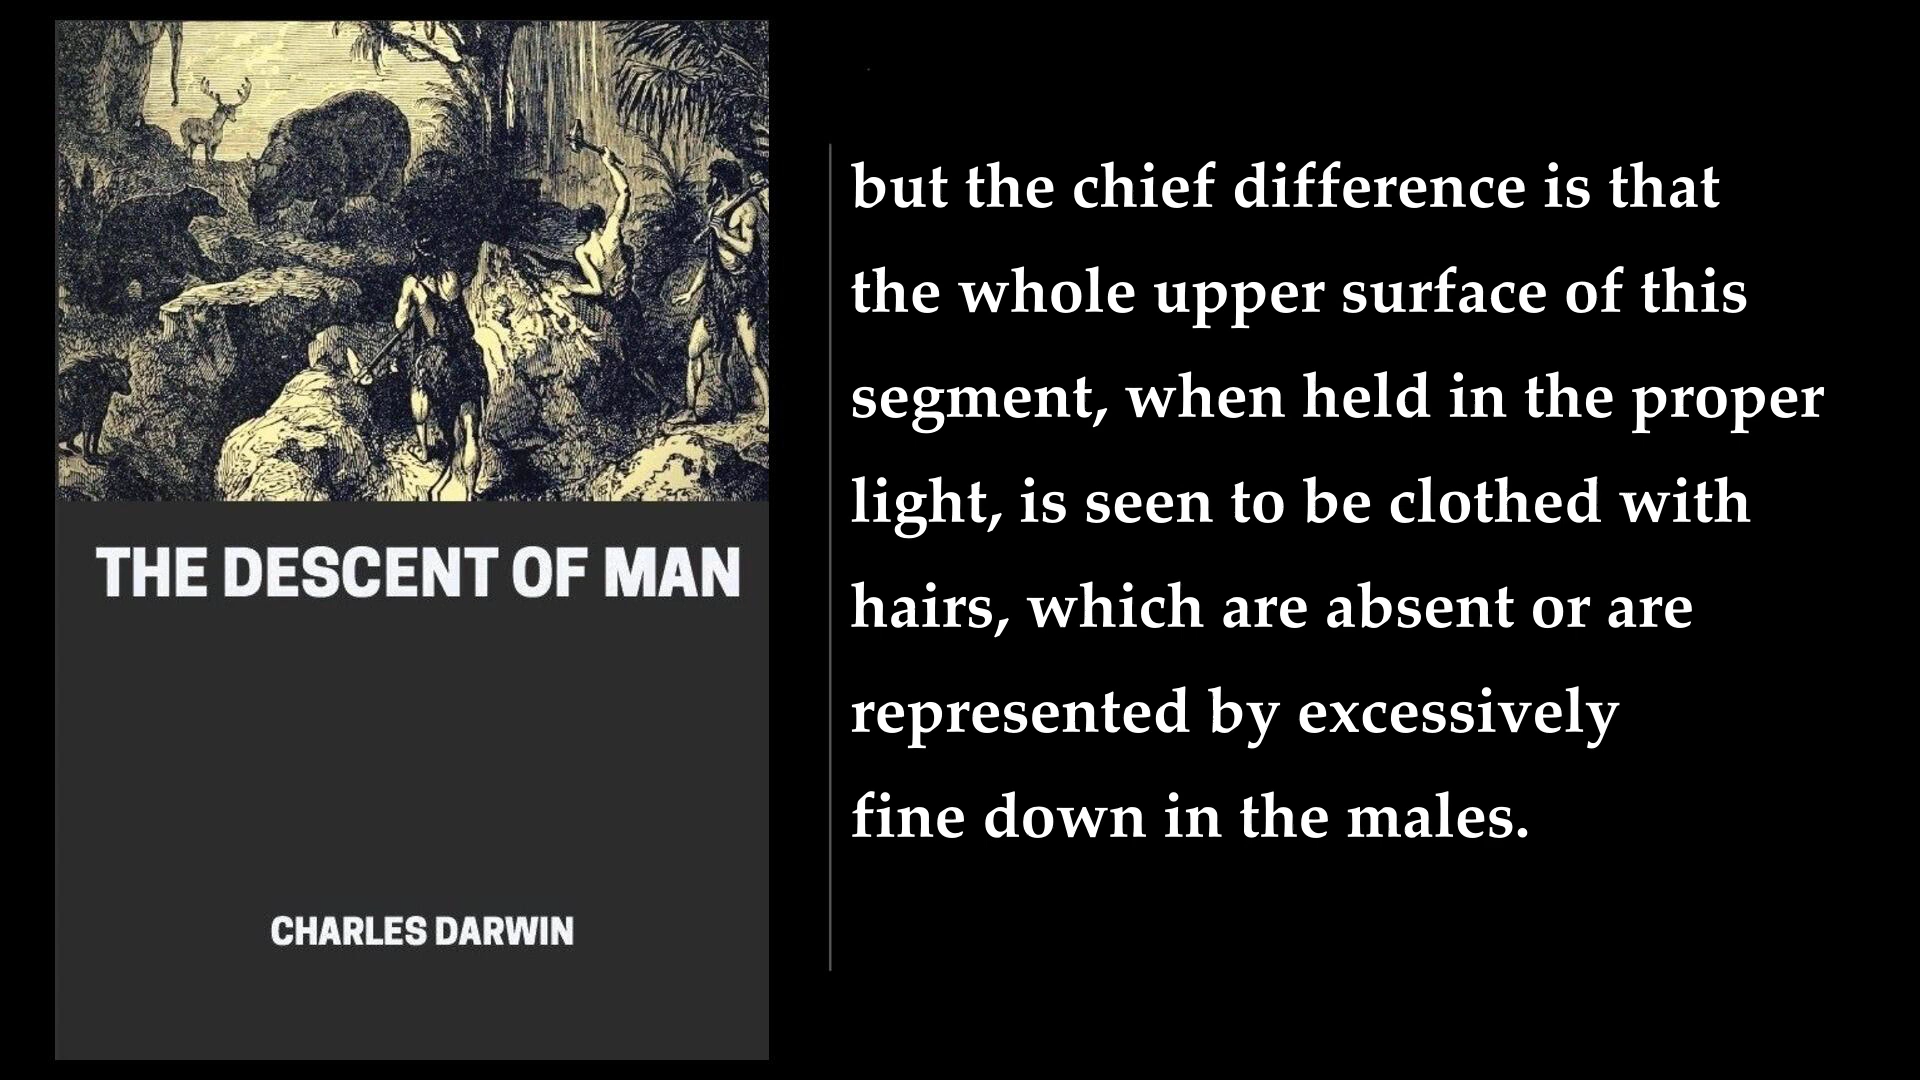 THE DESCENT OF MAN
CHARLES DARWIN
but the chief difference is that
the whole upper surface of this
segment, when held in the proper
light, is seen to be clothed with
hairs, which are absent or are
represented by excessively
fine down in the males.